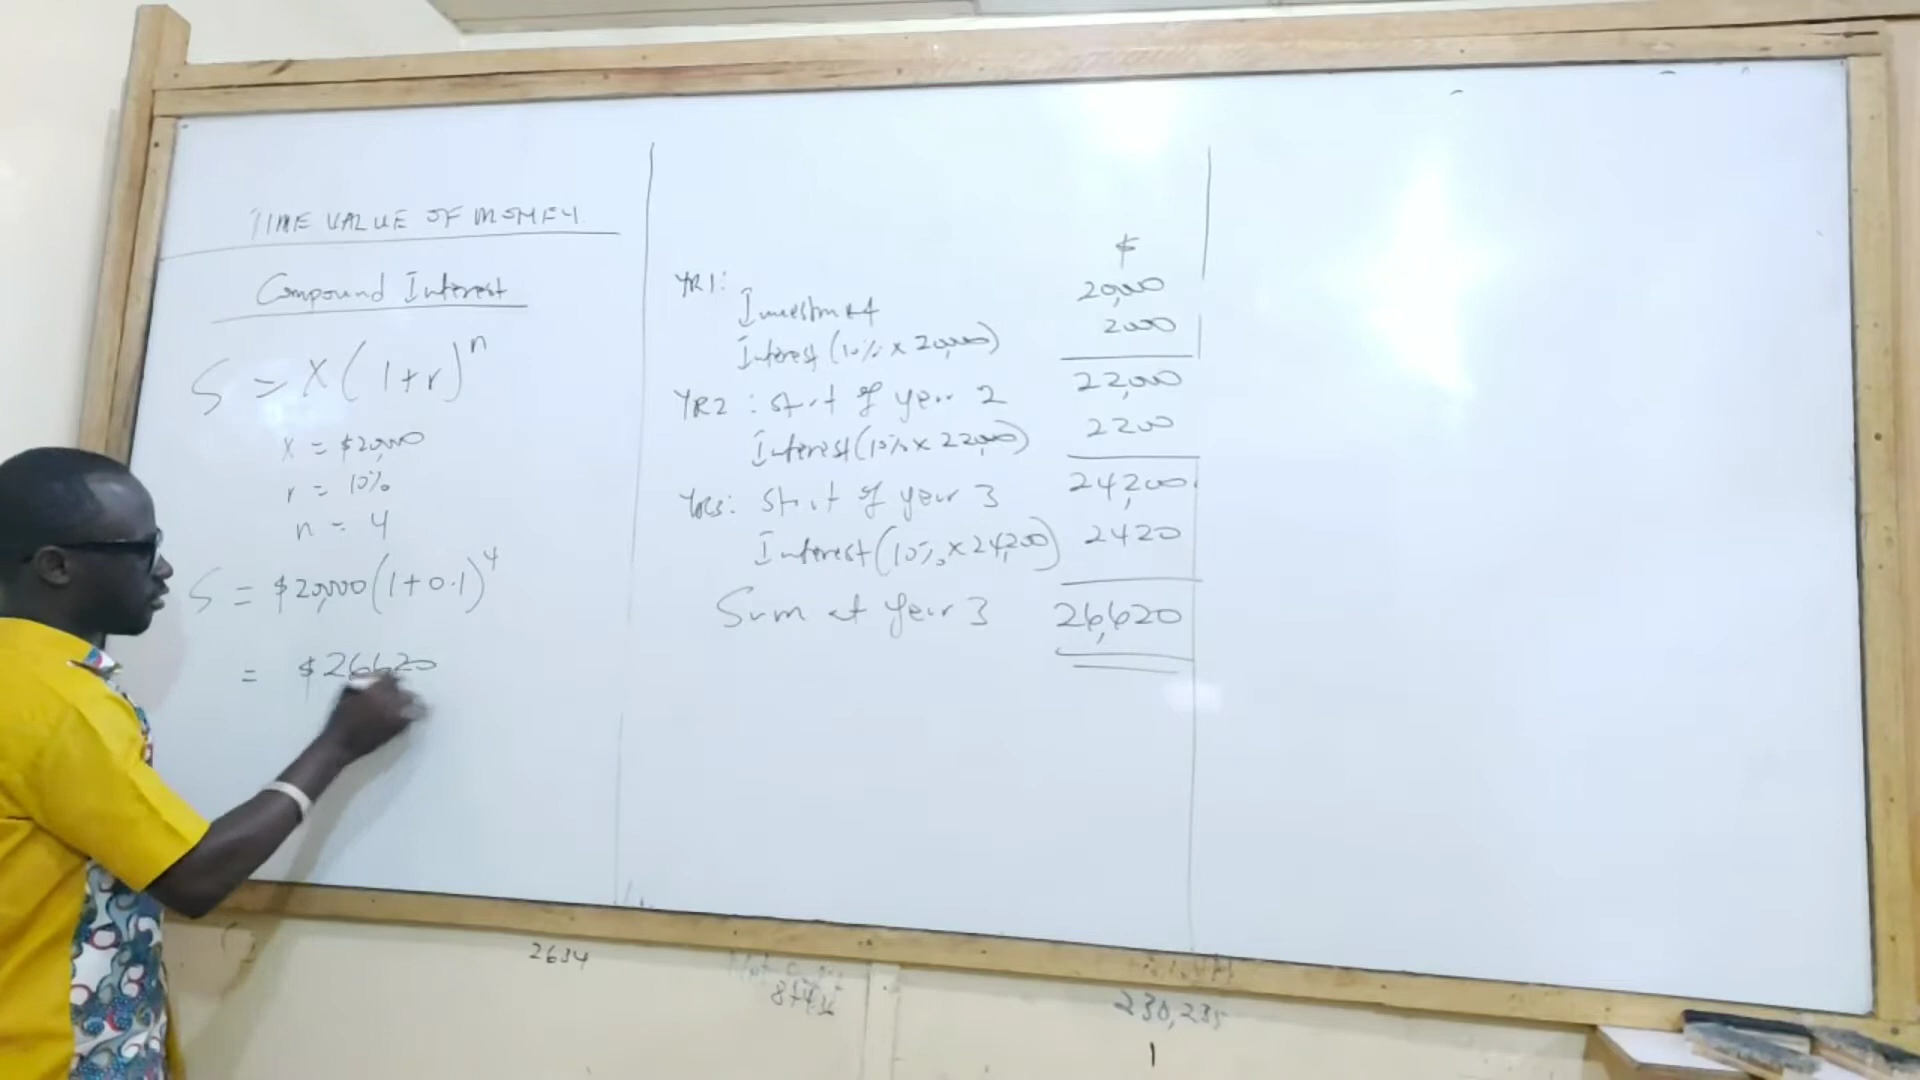 TIME VALUE OF MONEY.
Compound Interest
S = X(1+r)^n
X = $20,000
r = 10%
n = 4
S = $20,000(1+0.1)^4
= $26620
$
YR1:
Investment 20,000
Interest (10% x 20,000) 2000
22,000
YR2 : start of year 2
Interest (10% x 22,000) 2200
24,200
YR3: start of year 3
Interest (10% x 24,200) 2420
Sum at Year 3 26,620
2634
230,235
1